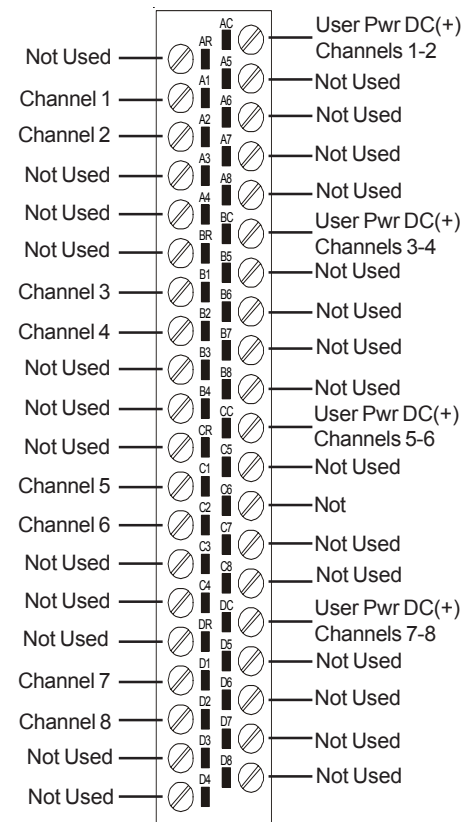 AC
User Pwr DC(+)
Channels 1-2
Not Used
AR
A5
Not Used
Channel 1
A1
A6
Not Used
Channel 2
A2
A7
Not Used
Not Used
A3
A8
Not Used
Not Used
A4
BC
User Pwr DC(+)
Channels 3-4
Not Used
BR
B5
Not Used
Channel 3
B1
B6
Not Used
Channel 4
B2
B7
Not Used
Not Used
B3
B8
Not Used
Not Used
B4
CC
User Pwr DC(+)
Channels 5-6
Not Used
CR
C5
Not Used
Channel 5
C1
C6
Not
Channel 6
C2
C7
Not Used
Not Used
C3
C8
Not Used
Not Used
C4
DC
User Pwr DC(+)
Channels 7-8
Not Used
DR
D5
Not Used
Channel 7
D1
D6
Not Used
Channel 8
D2
D7
Not Used
Not Used
D3
D8
Not Used
Not Used
D4